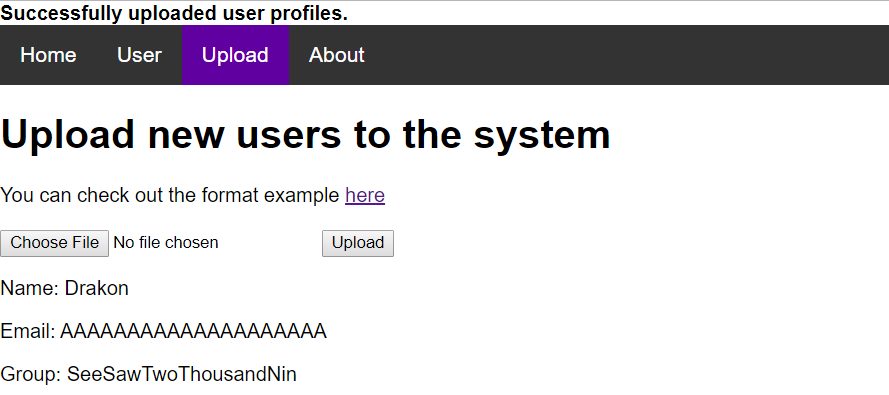 Successfully uploaded user profiles.
Home User Upload About
Upload new users to the system
You can check out the format example here
Choose File No file chosen Upload
Name: Drakon
Email: AAAAAAAAAAAAAAAAAAAA
Group: SeeSawTwoThousandNin